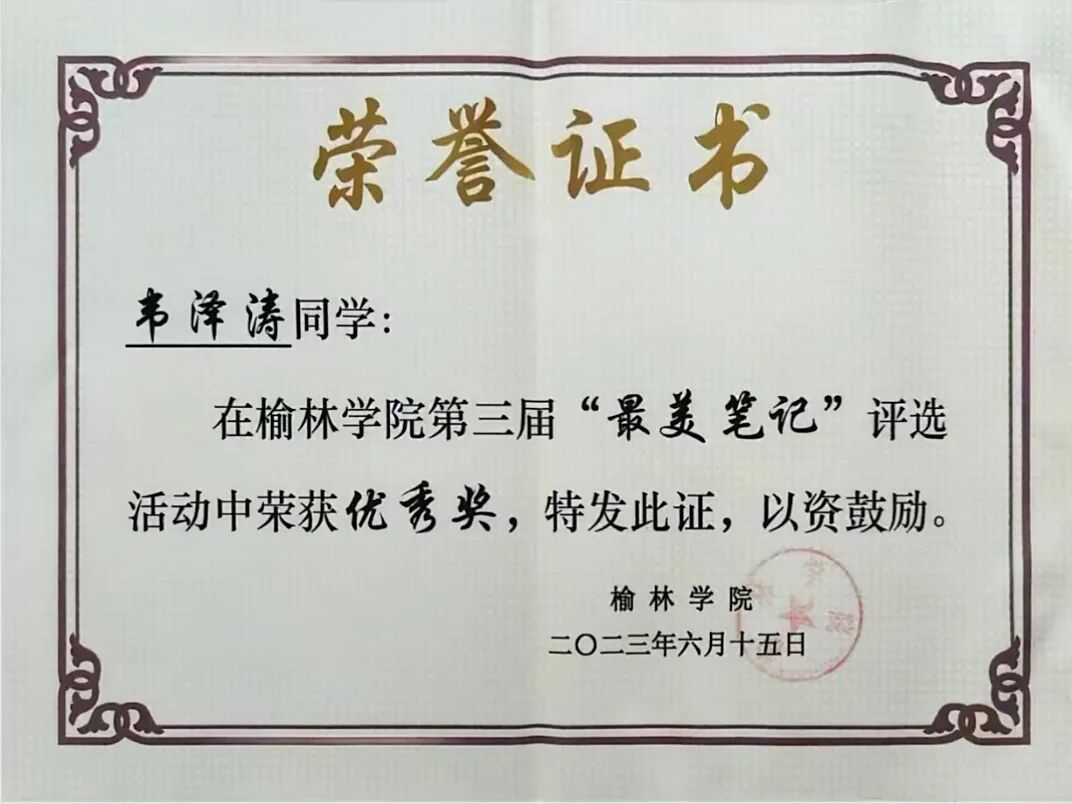 荣誉证书
韦泽涛同学:
在榆林学院第三届“最美笔记”评选
活动中荣获优秀奖，特发此证，以资鼓励。
榆林学院
二〇二三年六月十五日